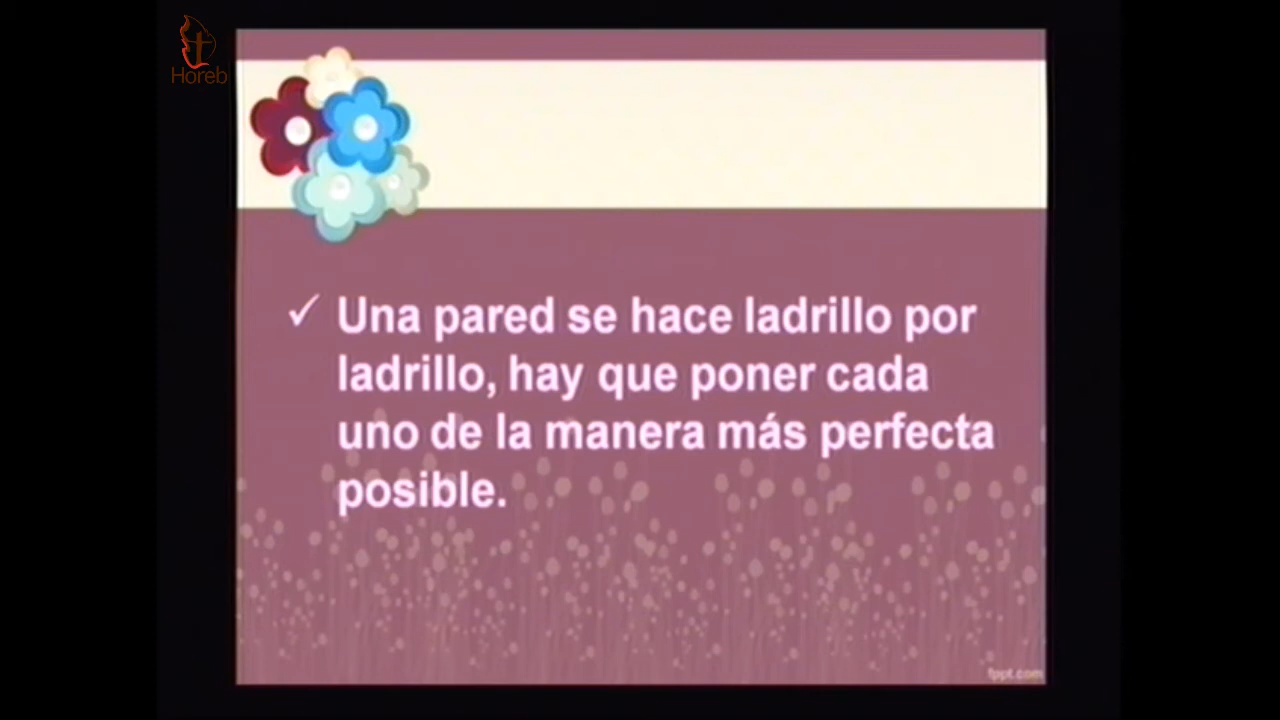 Horeb
✓ Una pared se hace ladrillo por
ladrillo, hay que poner cada
uno de la manera más perfecta
posible.
fppt.com